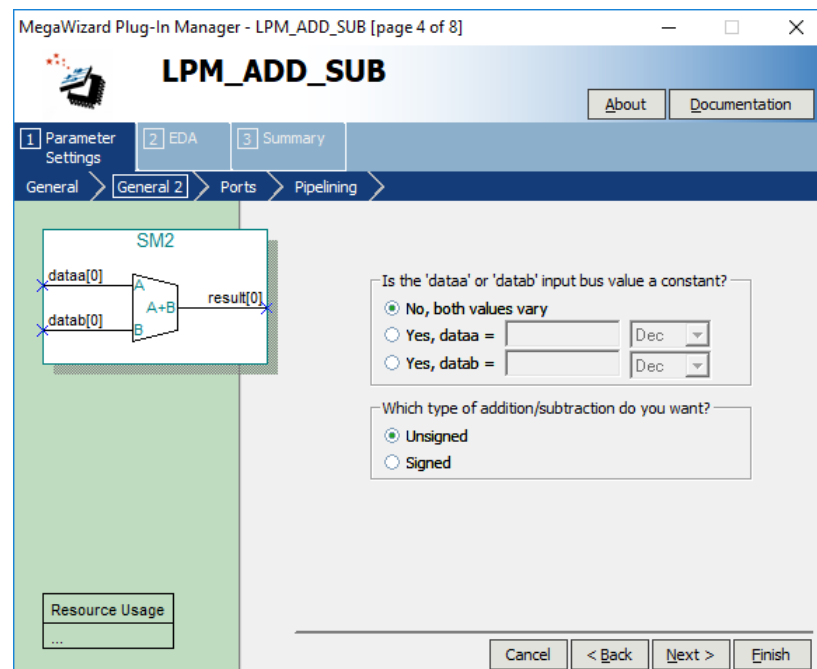 MegaWizard Plug-In Manager - LPM_ADD_SUB [page 4 of 8]
LPM_ADD_SUB
About Documentation
1 Parameter Settings 2 EDA 3 Summary
General General 2 Ports Pipelining
SM2
dataa[0]
A
A+B
result[0]
datab[0]
B
Is the 'dataa' or 'datab' input bus value a constant?
No, both values vary
Yes, dataa = Dec
Yes, datab = Dec
Which type of addition/subtraction do you want?
Unsigned
Signed
Resource Usage
...
Cancel < Back Next > Finish